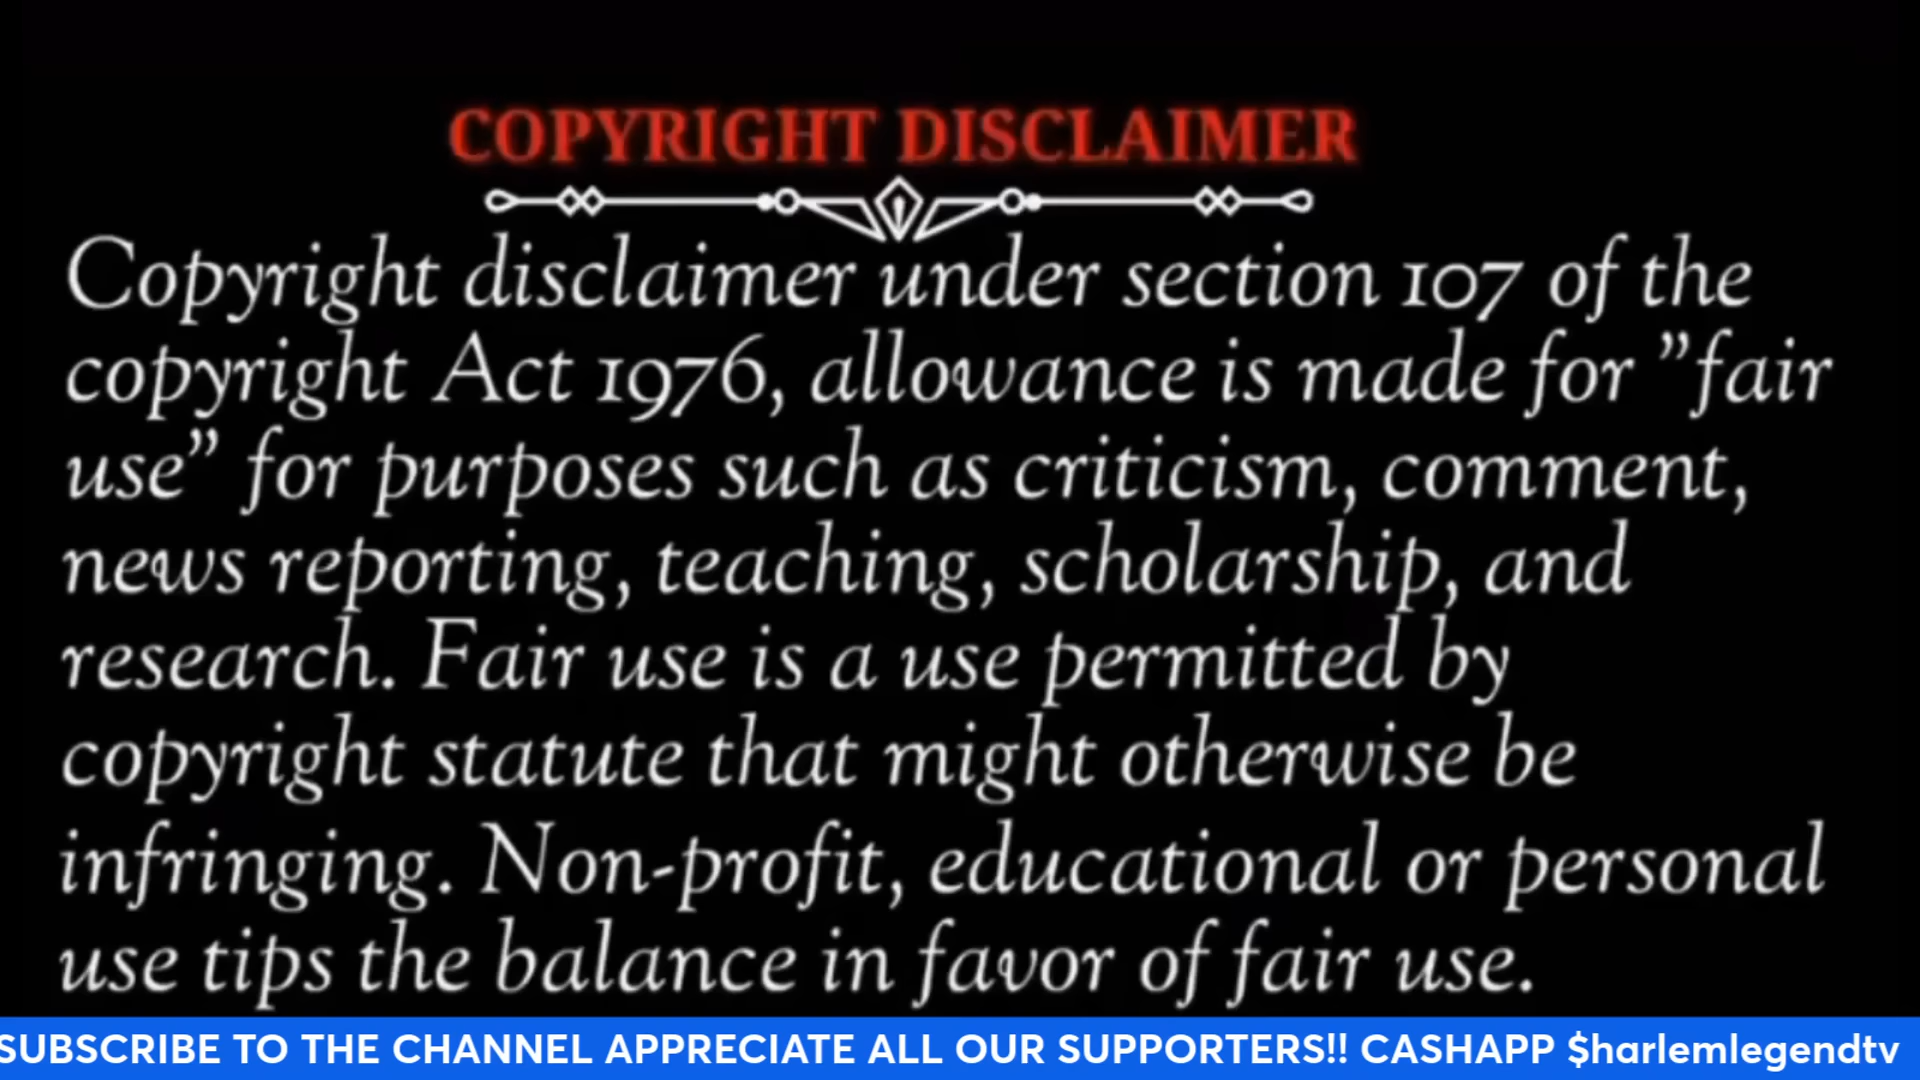 COPYRIGHT DISCLAIMER
Copyright disclaimer under section 107 of the
copyright Act 1976, allowance is made for ”fair
use” for purposes such as criticism, comment,
news reporting, teaching, scholarship, and
research. Fair use is a use permitted by
copyright statute that might otherwise be
infringing. Non-profit, educational or personal
use tips the balance in favor of fair use.
SUBSCRIBE TO THE CHANNEL APPRECIATE ALL OUR SUPPORTERS!! CASHAPP $harlemlegendtv